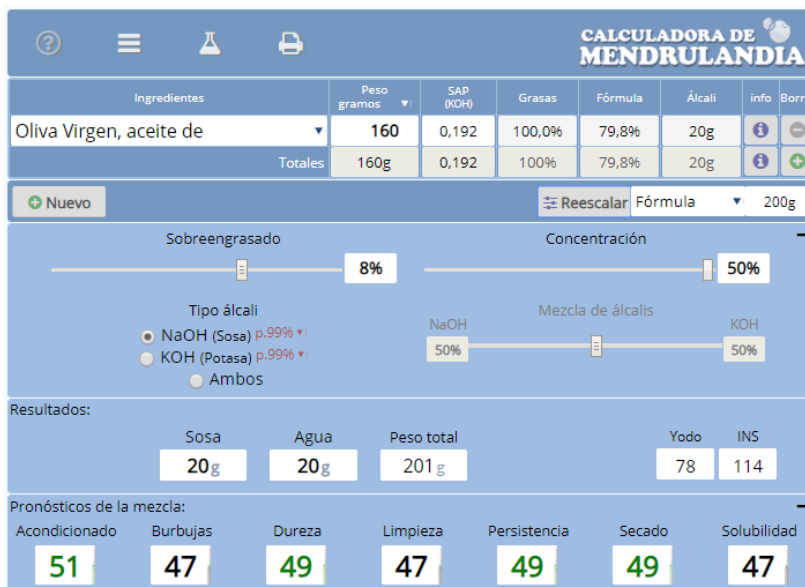 CALCULADORA DE
MENDRULANDIA
Ingredientes Peso gramos SAP (KOH) Grasas Fórmula Álcali info Borr
Oliva Virgen, aceite de 160 0,192 100,0% 79,8% 20g
Totales 160g 0,192 100% 79,8% 20g
Nuevo Reescalar Fórmula 200g
Sobreengrasado Concentración
8% 50%
Tipo álcali Mezcla de álcalis
NaOH (Sosa) p.99% NaOH KOH
KOH (Potasa) p.99% 50% 50%
Ambos
Resultados:
Sosa Agua Peso total Yodo INS
20g 20g 201g 78 114
Pronósticos de la mezcla:
Acondicionado Burbujas Dureza Limpieza Persistencia Secado Solubilidad
51 47 49 47 49 49 47